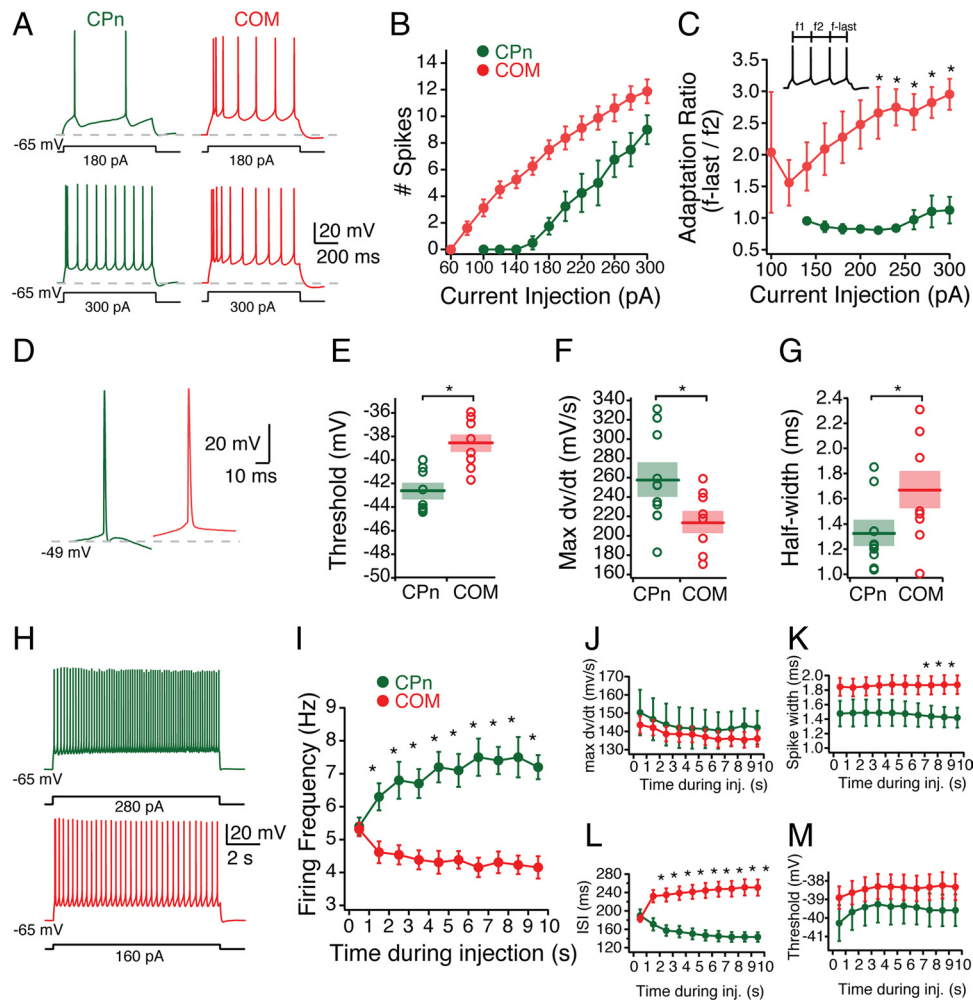 A
CPn
COM
-65 mV
180 pA
180 pA
20 mV
200 ms
-65 mV
300 pA
300 pA
B
CPn
COM
# Spikes
14
12
10
8
6
4
2
0
60
100
140
180
220
260
300
Current Injection (pA)
C
f1 f2 f-last
Adaptation Ratio
(f-last / f2)
3.5
3.0
2.5
2.0
1.5
1.0
0.5
* * * * *
100
150
200
250
300
Current Injection (pA)
D
20 mV
10 ms
-49 mV
E
*
Threshold (mV)
-36
-38
-40
-42
-44
-46
-48
-50
CPn COM
F
*
Max dv/dt (mV/s)
340
320
300
280
260
240
220
200
180
160
CPn COM
G
*
Half-width (ms)
2.4
2.2
2.0
1.8
1.6
1.4
1.2
1.0
CPn COM
H
-65 mV
280 pA
20 mV
2 s
-65 mV
160 pA
I
CPn
COM
Firing Frequency (Hz)
9
8
7
6
5
4
3
* * * * * * * * *
0 1 2 3 4 5 6 7 8 9 10
Time during injection (s)
J
max dv/dt (mv/s)
170
160
150
140
130
0 1 2 3 4 5 6 7 8 9 10
Time during inj. (s)
K
Spike width (ms)
2.0
1.8
1.6
1.4
1.2
1.0
* * *
0 1 2 3 4 5 6 7 8 9 10
Time during inj. (s)
L
ISI (ms)
280
240
200
160
120
* * * * * * * * *
0 1 2 3 4 5 6 7 8 9 10
Time during inj. (s)
M
Threshold (mV)
-38
-39
-40
-41
0 1 2 3 4 5 6 7 8 9 10
Time during inj. (s)